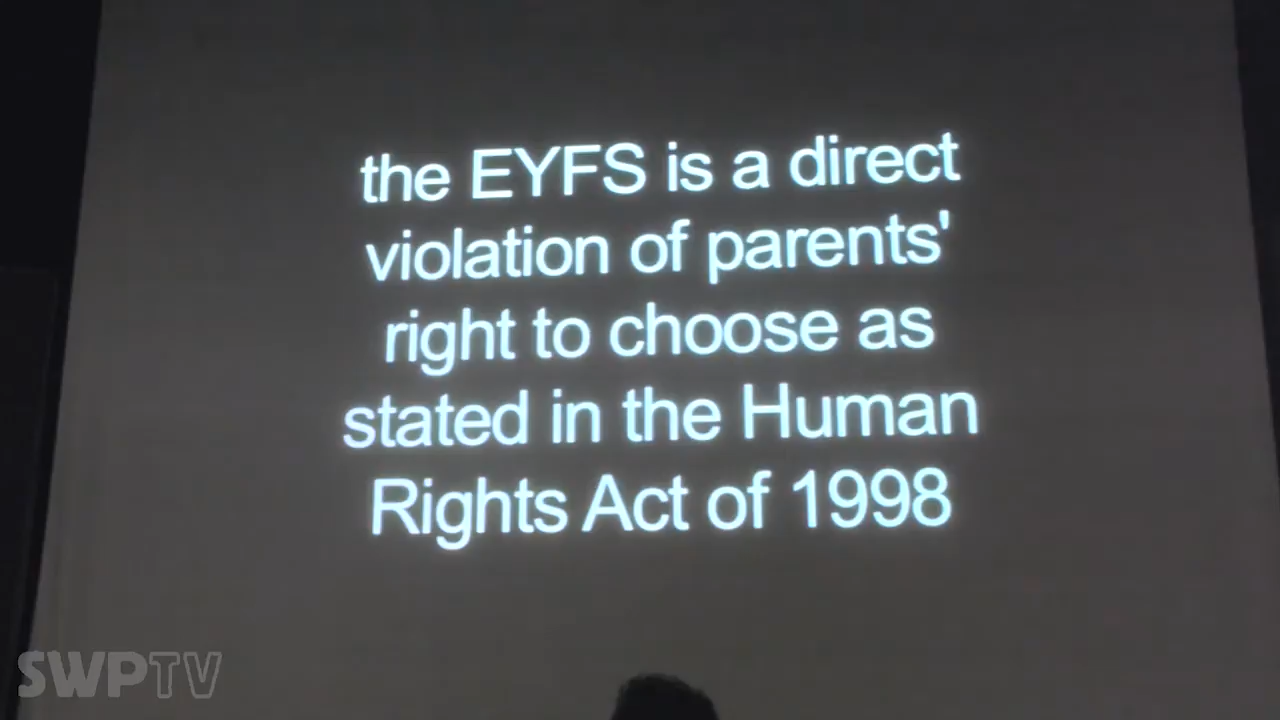 the EYFS is a direct
violation of parents'
right to choose as
stated in the Human
Rights Act of 1998
SWPTV